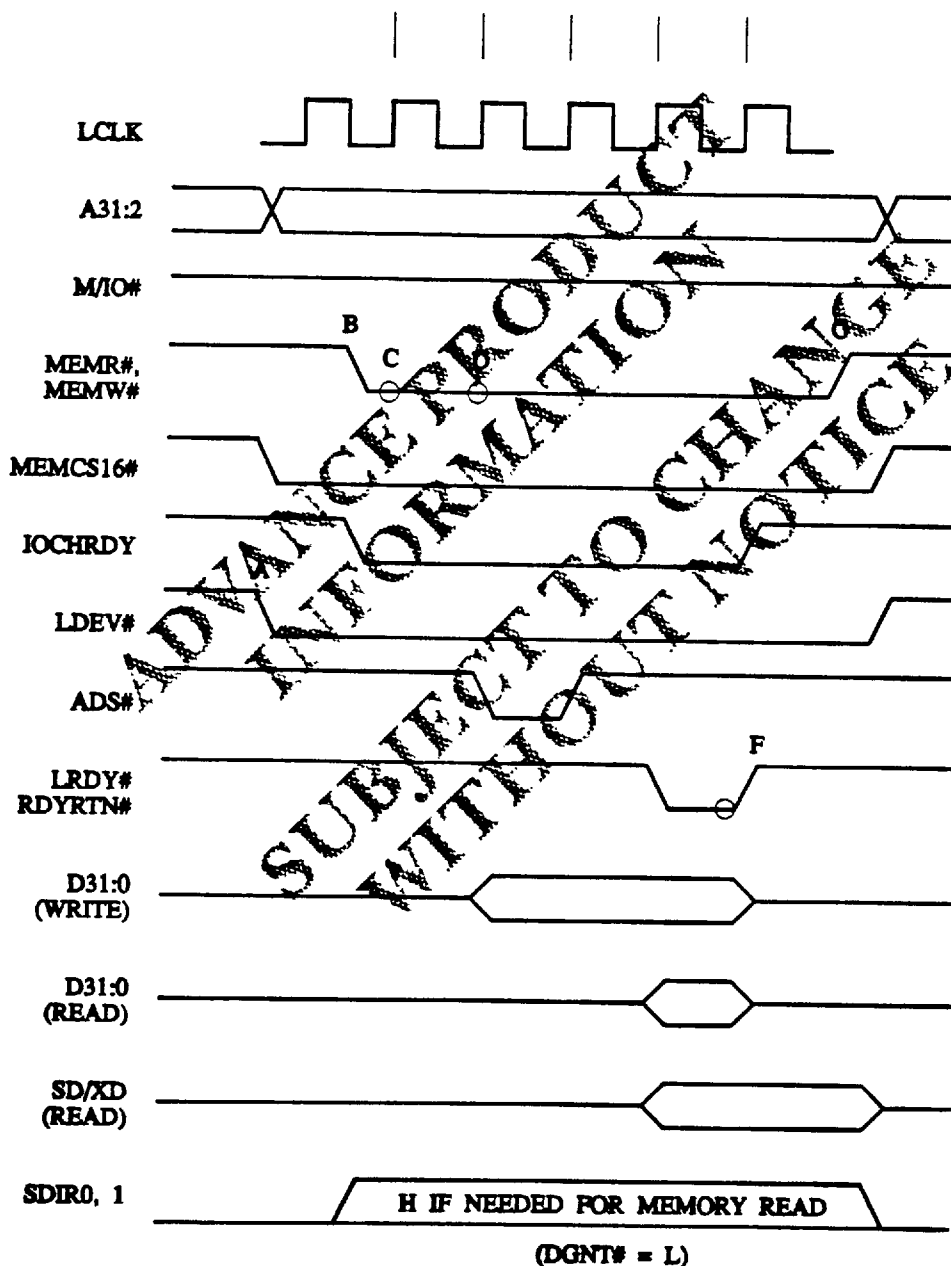 LCLK
A31:2
M/IO#
B
C
MEMR#,
MEMW#
MEMCS16#
IOCHRDY
LDEV#
ADS#
F
LRDY#
RDYRTN#
D31:0
(WRITE)
D31:0
(READ)
SD/XD
(READ)
SDIR0, 1
H IF NEEDED FOR MEMORY READ
(DGNT# = L)
ADVANCE PRODUCT
INFORMATION
SUBJECT TO CHANGE
WITHOUT NOTICE